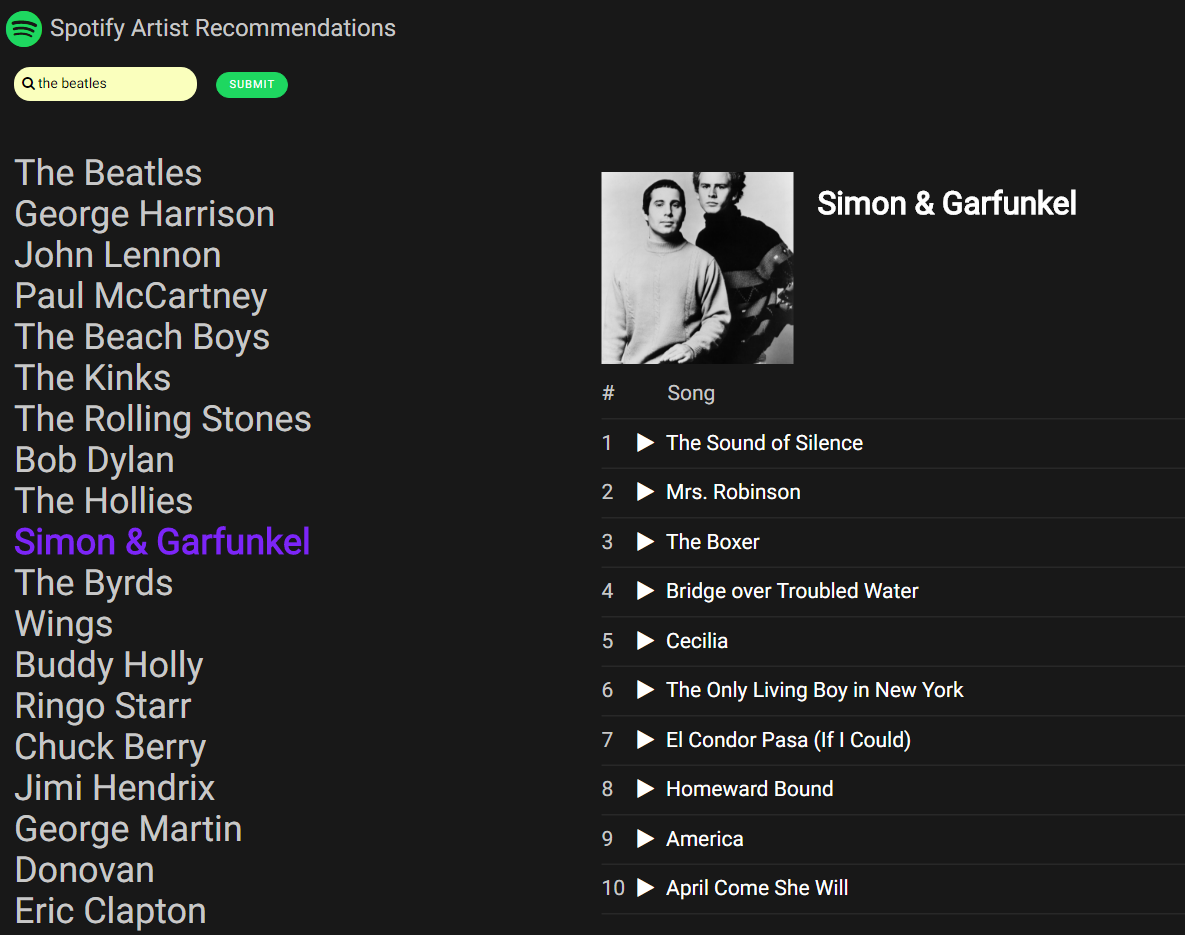 Spotify Artist Recommendations
the beatles
SUBMIT
The Beatles
George Harrison
John Lennon
Paul McCartney
The Beach Boys
The Kinks
The Rolling Stones
Bob Dylan
The Hollies
Simon & Garfunkel
The Byrds
Wings
Buddy Holly
Ringo Starr
Chuck Berry
Jimi Hendrix
George Martin
Donovan
Eric Clapton
Simon & Garfunkel
# Song
1 The Sound of Silence
2 Mrs. Robinson
3 The Boxer
4 Bridge over Troubled Water
5 Cecilia
6 The Only Living Boy in New York
7 El Condor Pasa (If I Could)
8 Homeward Bound
9 America
10 April Come She Will